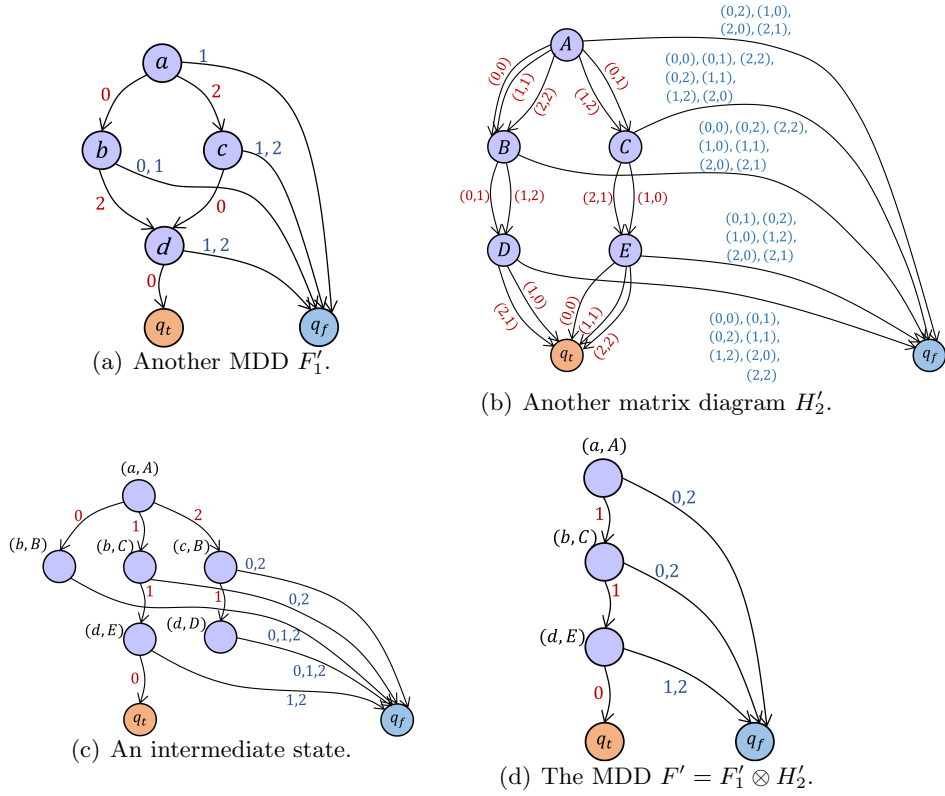 a
1
0
2
b
c
0,1
1,2
2
0
d
1,2
0
q_t
q_f
(a) Another MDD F′₁.
A
(0,2), (1,0),
(2,0), (2,1),
(0,0)
(1,1)
(2,2)
(1,2)
(0,1)
(0,0), (0,1), (2,2),
(0,2), (1,1),
(1,2), (2,0)
B
C
(0,0), (0,2), (2,2),
(1,0), (1,1),
(2,0), (2,1)
(0,1)
(1,2)
(2,1)
(1,0)
D
E
(0,1), (0,2),
(1,0), (1,2),
(2,0), (2,1)
(2,1)
(1,0)
(0,0)
(1,1)
(2,2)
(0,0), (0,1),
(0,2), (1,1),
(1,2), (2,0),
(2,2)
q_t
q_f
(b) Another matrix diagram H′₂.
(a, A)
0
1
2
(b, B)
(b, C)
(c, B)
0,2
1
0,2
1
(d, E)
(d, D)
0,1,2
0,1,2
0
1,2
q_t
q_f
(c) An intermediate state.
(a, A)
0,2
1
(b, C)
0,2
1
(d, E)
1,2
0
q_t
q_f
(d) The MDD F′ = F′₁ ⊗ H′₂.